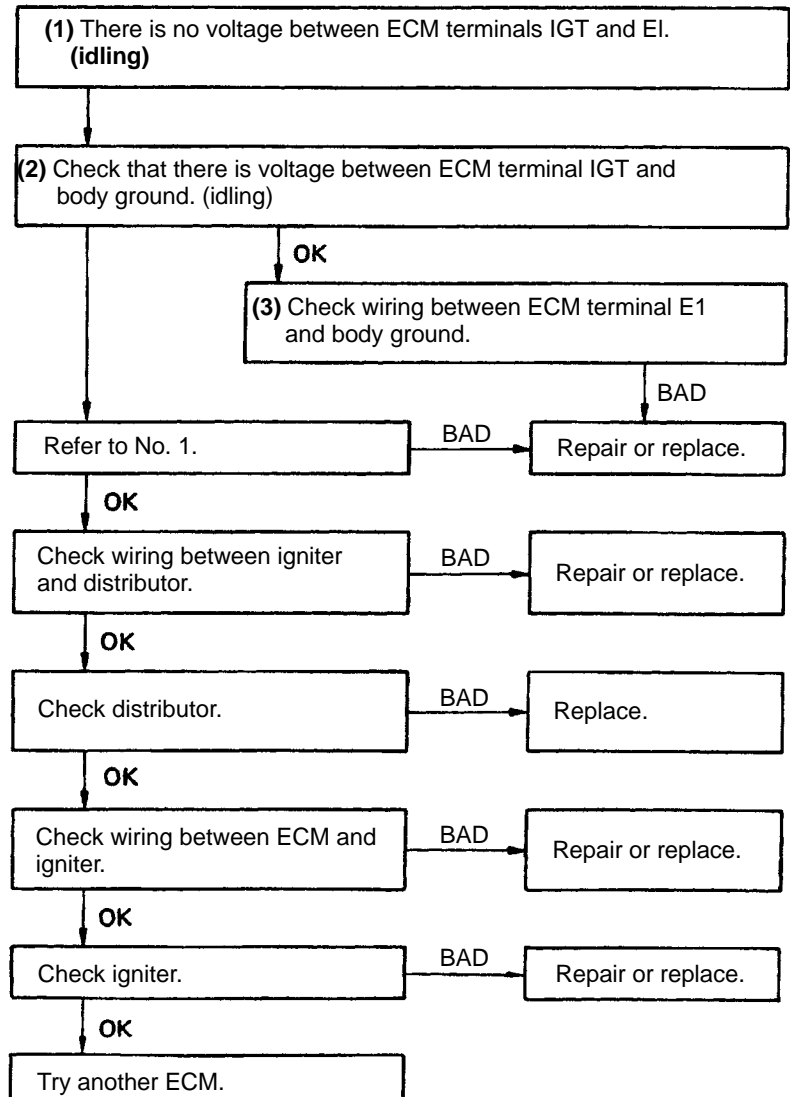 (1) There is no voltage between ECM terminals IGT and EI.
(idling)
(2) Check that there is voltage between ECM terminal IGT and
body ground. (idling)
OK
(3) Check wiring between ECM terminal E1
and body ground.
BAD
Refer to No. 1.
BAD
Repair or replace.
OK
Check wiring between igniter
and distributor.
BAD
Repair or replace.
OK
Check distributor.
BAD
Replace.
OK
Check wiring between ECM and
igniter.
BAD
Repair or replace.
OK
Check igniter.
BAD
Repair or replace.
OK
Try another ECM.